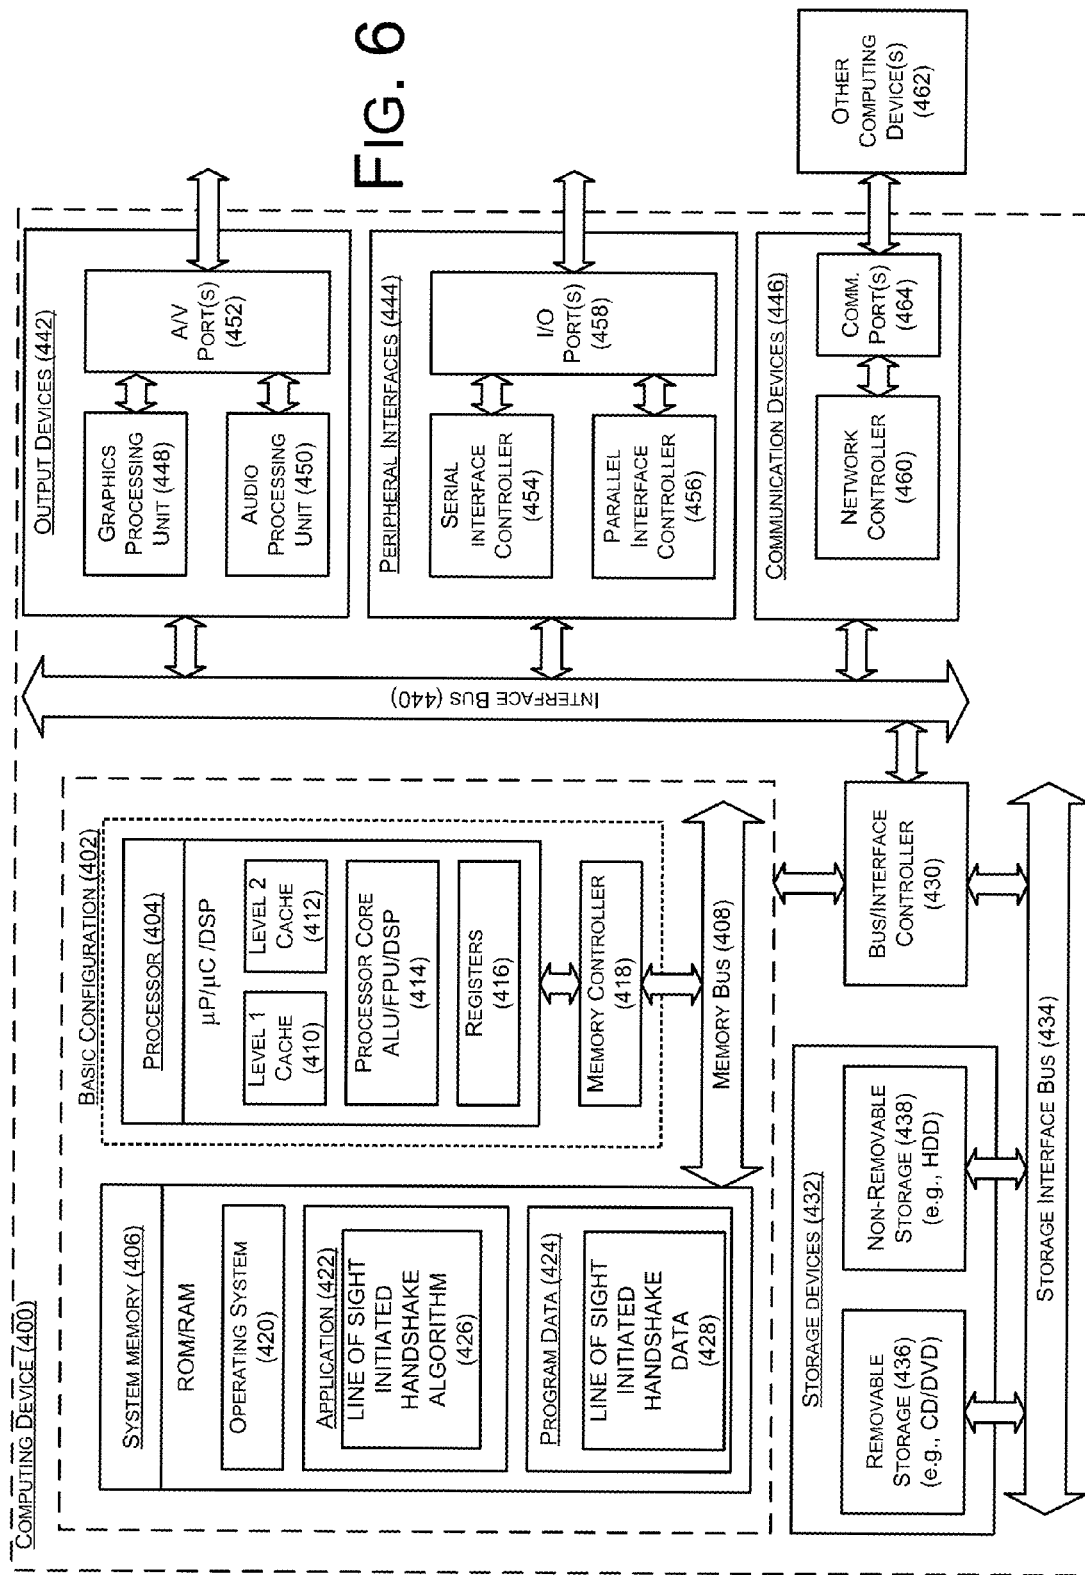 COMPUTING DEVICE (400)
BASIC CONFIGURATION (402)
SYSTEM MEMORY (406)
ROM/RAM
OPERATING SYSTEM
(420)
APPLICATION (422)
LINE OF SIGHT
INITIATED
HANDSHAKE
ALGORITHM
(426)
PROGRAM DATA (424)
LINE OF SIGHT
INITIATED
HANDSHAKE
DATA
(428)
PROCESSOR (404)
µP/µC /DSP
LEVEL 1
CACHE
(410)
LEVEL 2
CACHE
(412)
PROCESSOR CORE
ALU/FPU/DSP
(414)
REGISTERS
(416)
MEMORY CONTROLLER
(418)
MEMORY BUS (408)
STORAGE DEVICES (432)
REMOVABLE
STORAGE (436)
(e.g., CD/DVD)
NON-REMOVABLE
STORAGE (438)
(e.g., HDD)
BUS/INTERFACE
CONTROLLER
(430)
STORAGE INTERFACE BUS (434)
INTERFACE BUS (440)
OUTPUT DEVICES (442)
GRAPHICS
PROCESSING
UNIT (448)
AUDIO
PROCESSING
UNIT (450)
A/V
PORT(S)
(452)
PERIPHERAL INTERFACES (444)
SERIAL
INTERFACE
CONTROLLER
(454)
PARALLEL
INTERFACE
CONTROLLER
(456)
I/O
PORT(S)
(458)
COMMUNICATION DEVICES (446)
NETWORK
CONTROLLER
(460)
COMM.
PORT(S)
(464)
OTHER
COMPUTING
DEVICE(S)
(462)
FIG. 6